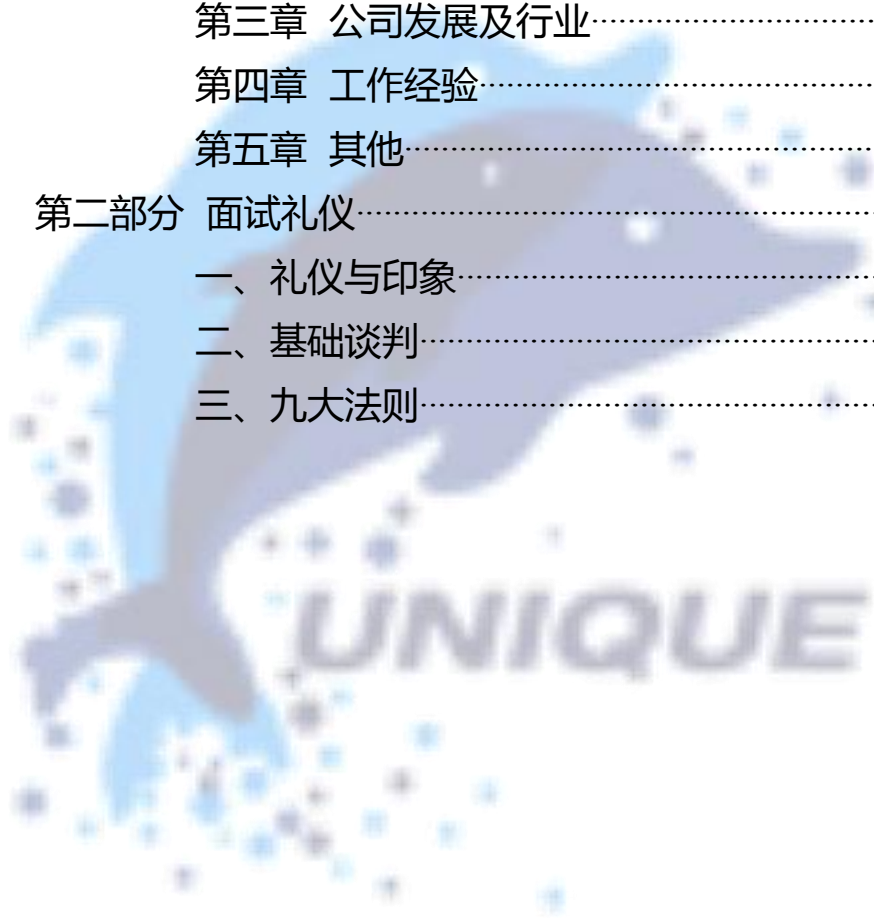 第三章 公司发展及行业……………………
第四章 工作经验……………………………
第五章 其他…………………………………
第二部分 面试礼仪…………………………………
一、礼仪与印象……………………………
二、基础谈判………………………………
三、九大法则………………………………
UNIQUE